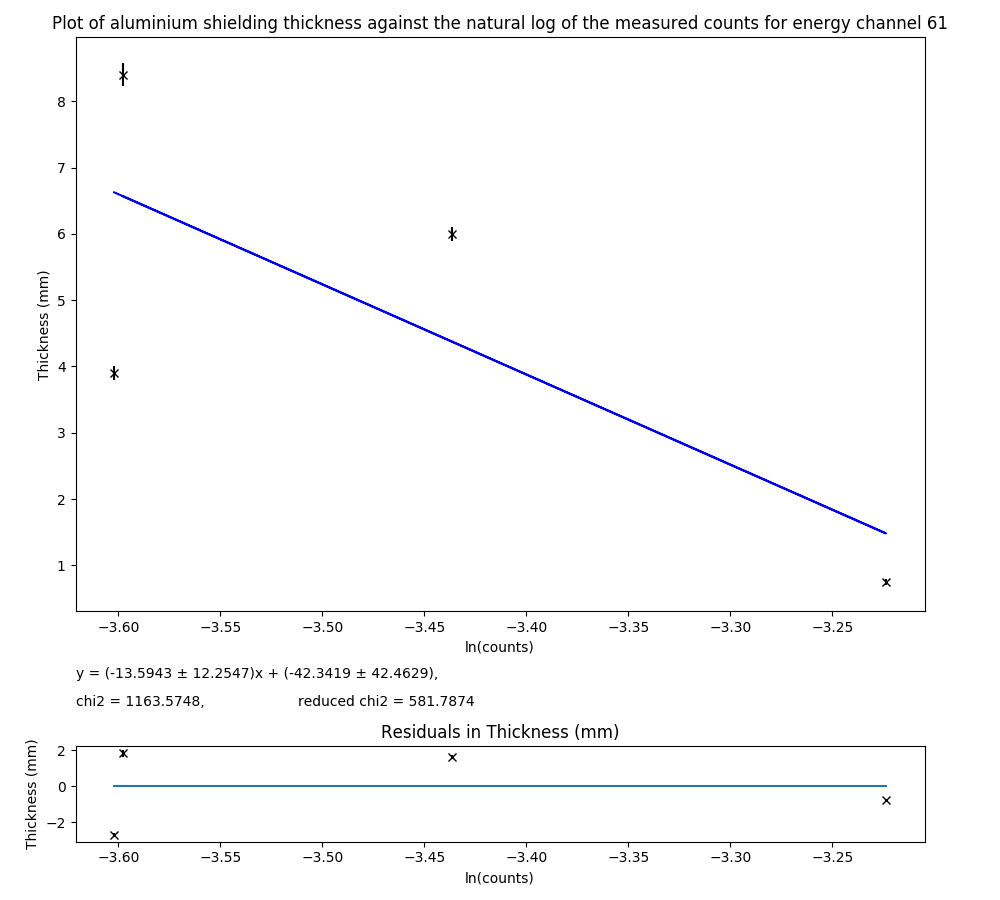 Plot of aluminium shielding thickness against the natural log of the measured counts for energy channel 61
Thickness (mm)
8
7
6
5
4
3
2
1
−3.60 −3.55 −3.50 −3.45 −3.40 −3.35 −3.30 −3.25
ln(counts)
y = (-13.5943 ± 12.2547)x + (-42.3419 ± 42.4629),
chi2 = 1163.5748, reduced chi2 = 581.7874
Residuals in Thickness (mm)
Thickness (mm)
2
0
−2
−3.60 −3.55 −3.50 −3.45 −3.40 −3.35 −3.30 −3.25
ln(counts)